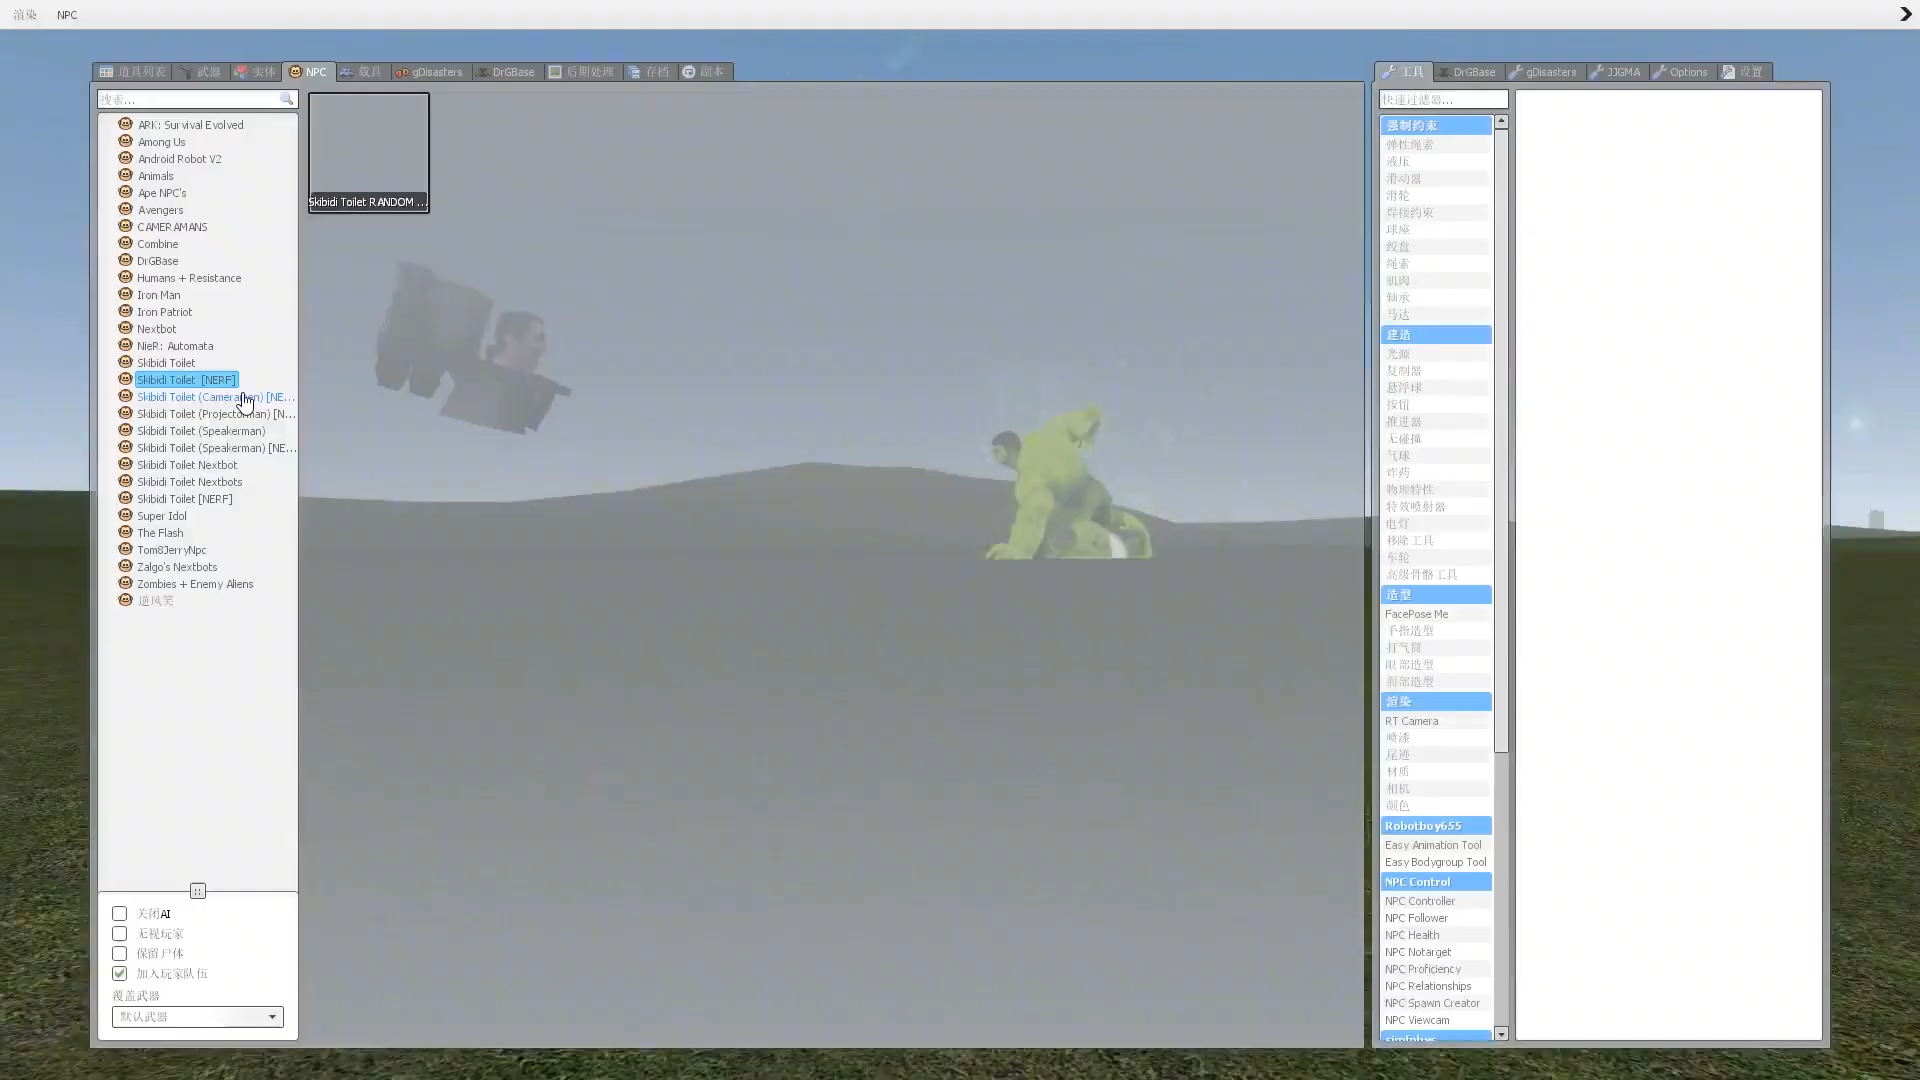 渲染 NPC
道具列表 武器 实体 NPC 载具 gDisasters DrGBase 后期处理 存档 副本
搜索...
ARK: Survival Evolved
Among Us
Android Robot V2
Animals
Ape NPC's
Avengers
CAMERAMANS
Combine
DrGBase
Humans + Resistance
Iron Man
Iron Patriot
Nextbot
NieR: Automata
Skibidi Toilet
Skibidi Toilet [NERF]
Skibidi Toilet (Cameraman) [NE...
Skibidi Toilet (Projectorman) [N...
Skibidi Toilet (Speakerman)
Skibidi Toilet (Speakerman) [NE...
Skibidi Toilet Nextbot
Skibidi Toilet Nextbots
Skibidi Toilet [NERF]
Super Idol
The Flash
Tom&JerryNpc
Zalgo's Nextbots
Zombies + Enemy Aliens
逆风笑
关闭AI
无视玩家
保留尸体
加入玩家队伍
覆盖武器
默认武器
Skibidi Toilet RANDOM ...
工具 DrGBase gDisasters JJGMA Options 设置
快速过滤器...
强制约束
弹性绳索
液压
滑动器
滑轮
焊接约束
球座
绞盘
绳索
肌肉
轴承
马达
建造
光源
复制器
悬浮球
按钮
推进器
无碰撞
气球
炸药
物理特性
特效喷射器
电灯
移除工具
车轮
高级骨骼工具
造型
FacePose Me
手指造型
打气筒
眼部造型
面部造型
渲染
RT Camera
喷漆
尾迹
材质
相机
颜色
Robotboy655
Easy Animation Tool
Easy Bodygroup Tool
NPC Control
NPC Controller
NPC Follower
NPC Health
NPC Notarget
NPC Proficiency
NPC Relationships
NPC Spawn Creator
NPC Viewcam
simfphys